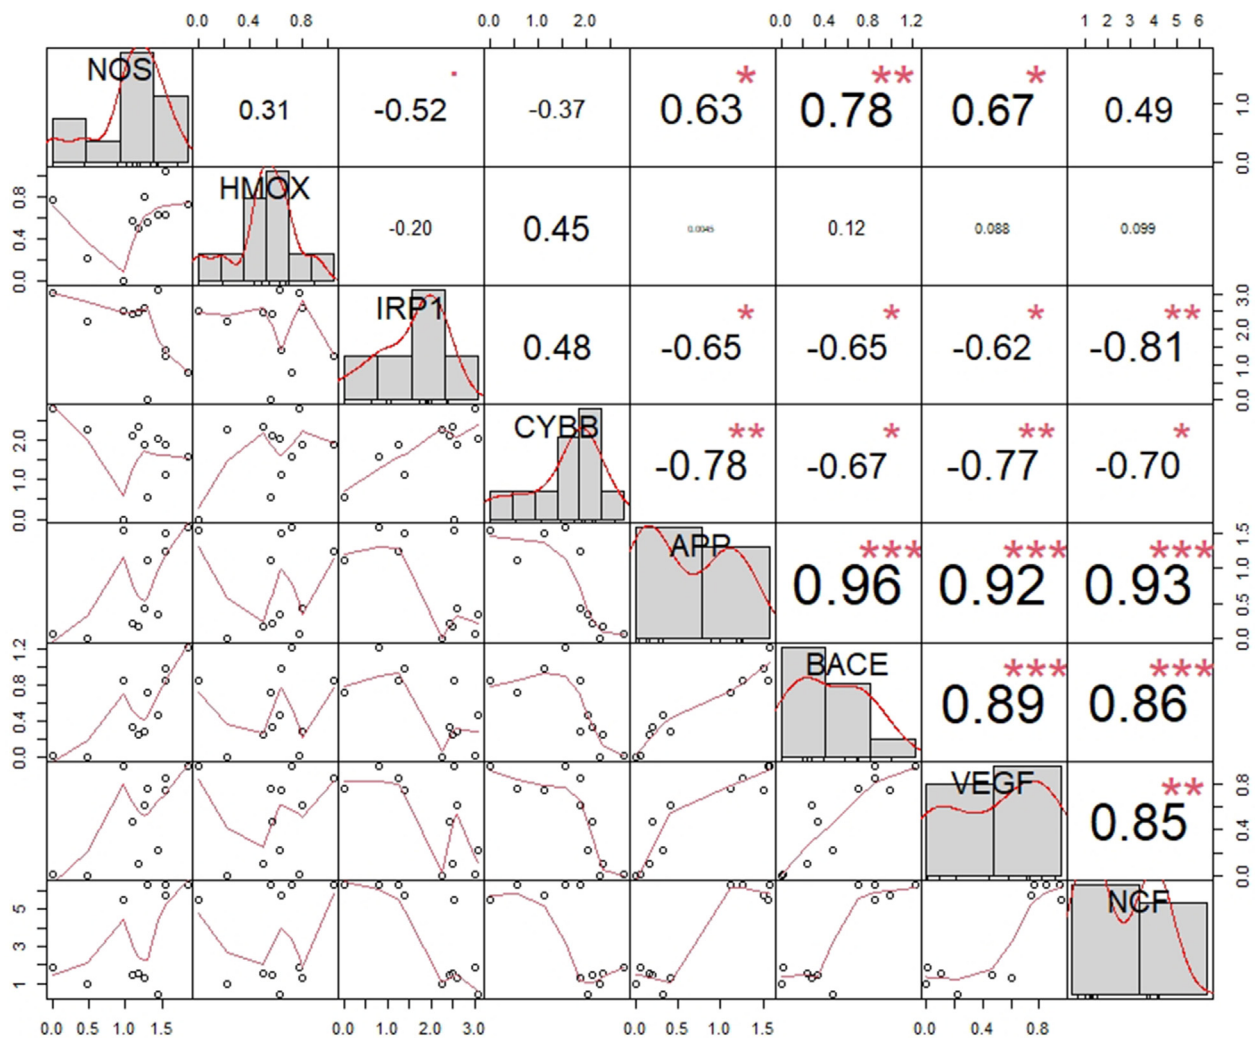 0.0 0.4 0.8 0.0 1.0 2.0 0.0 0.4 0.8 1.2 1 2 3 4 5 6
NOS 0.31 -0.52 . -0.37 0.63 * 0.78 ** 0.67 * 0.49 0.0 1.0
0.0 0.4 0.8 HMOX -0.20 0.45 0.0045 0.12 0.088 0.099
IRP1 0.48 -0.65 * -0.65 * -0.62 * -0.81 ** 0.0 1.0 2.0 3.0
0.0 1.0 2.0 CYBB -0.78 ** -0.67 * -0.77 ** -0.70 *
APP 0.96 *** 0.92 *** 0.93 *** 0.0 0.5 1.0 1.5
0.0 0.4 0.8 1.2 BACE 0.89 *** 0.86 ***
VEGF 0.85 ** 0.0 0.4 0.8
1 3 5 NCF
0.0 0.5 1.0 1.5 0.0 1.0 2.0 3.0 0.0 0.5 1.0 1.5 0.0 0.4 0.8